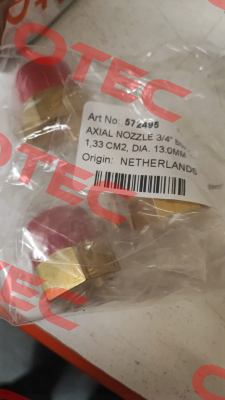 Art No: 572495
AXIAL NOZZLE 3/4"
1,33 CM2, DIA. 13.0MM
Origin: NETHERLANDS
OTEC
OTEC
OTEC